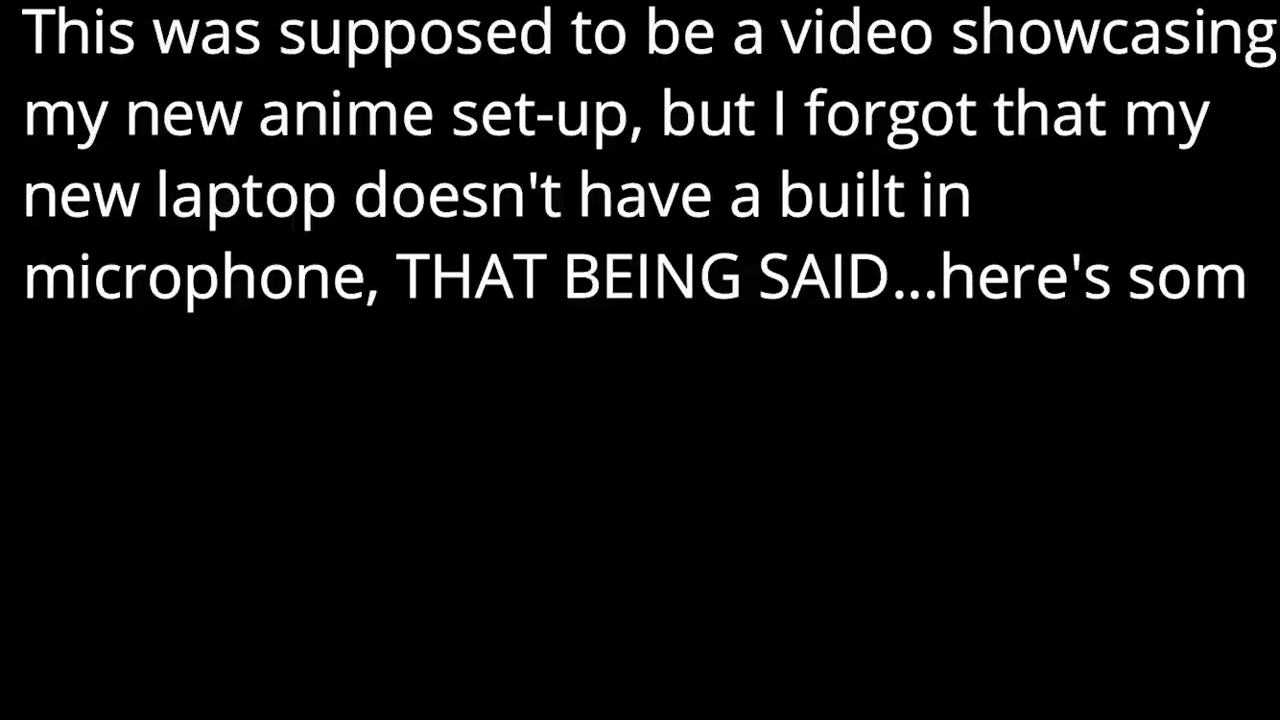 This was supposed to be a video showcasing
my new anime set-up, but I forgot that my
new laptop doesn't have a built in
microphone, THAT BEING SAID...here's som